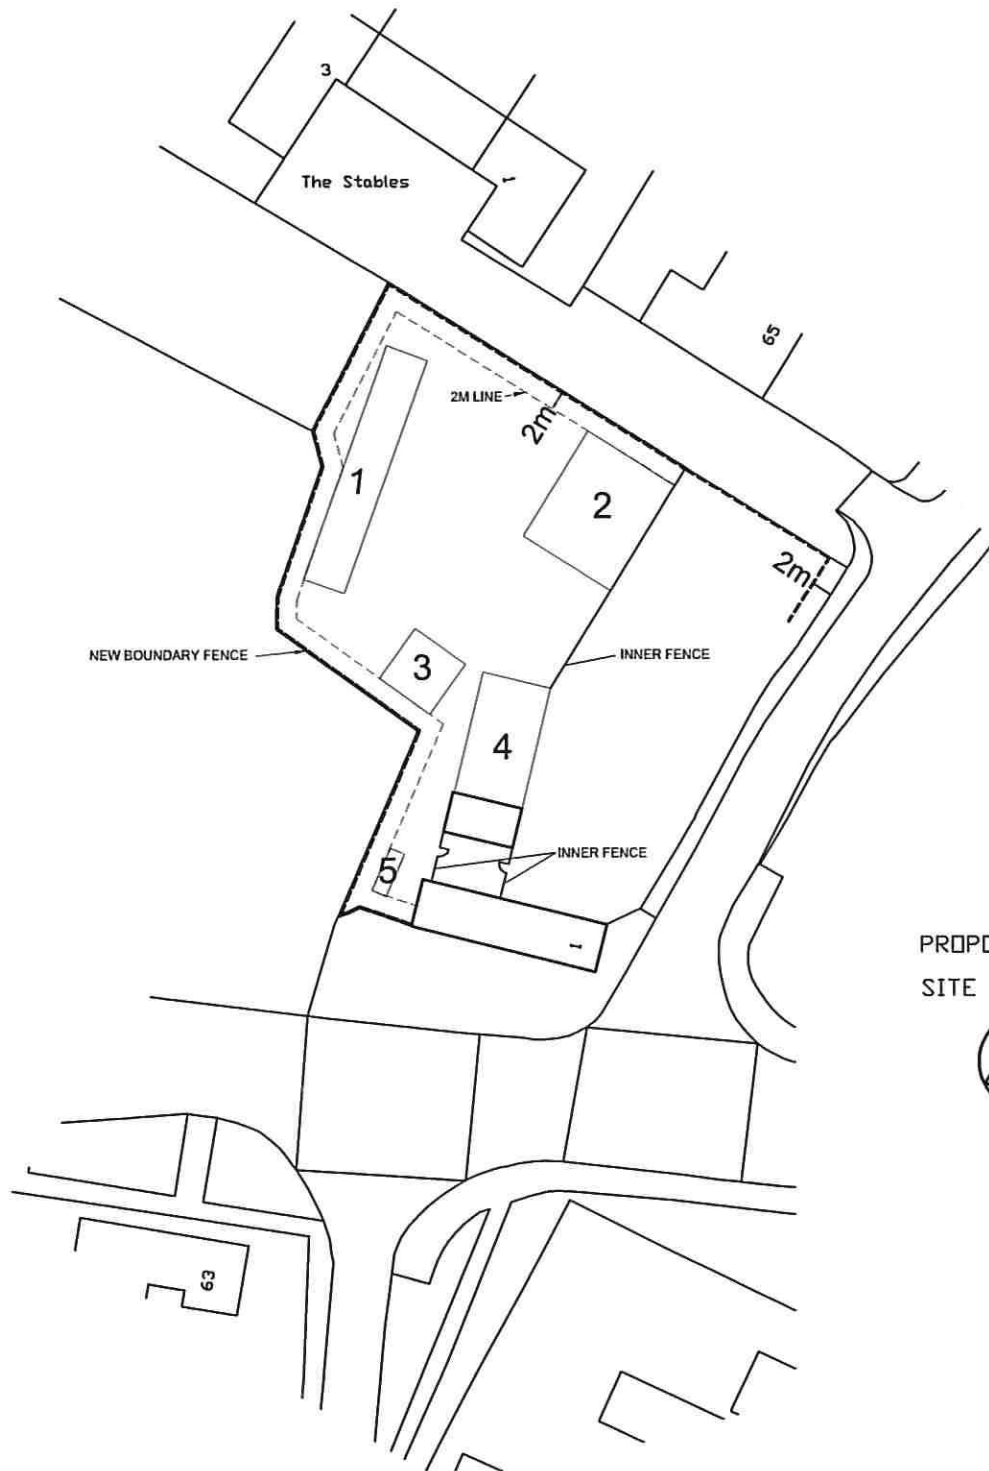 3
The Stables
1
65
2M LINE
2m
1
2
2m
NEW BOUNDARY FENCE
INNER FENCE
3
4
INNER FENCE
5
1
PROPO
SITE
63